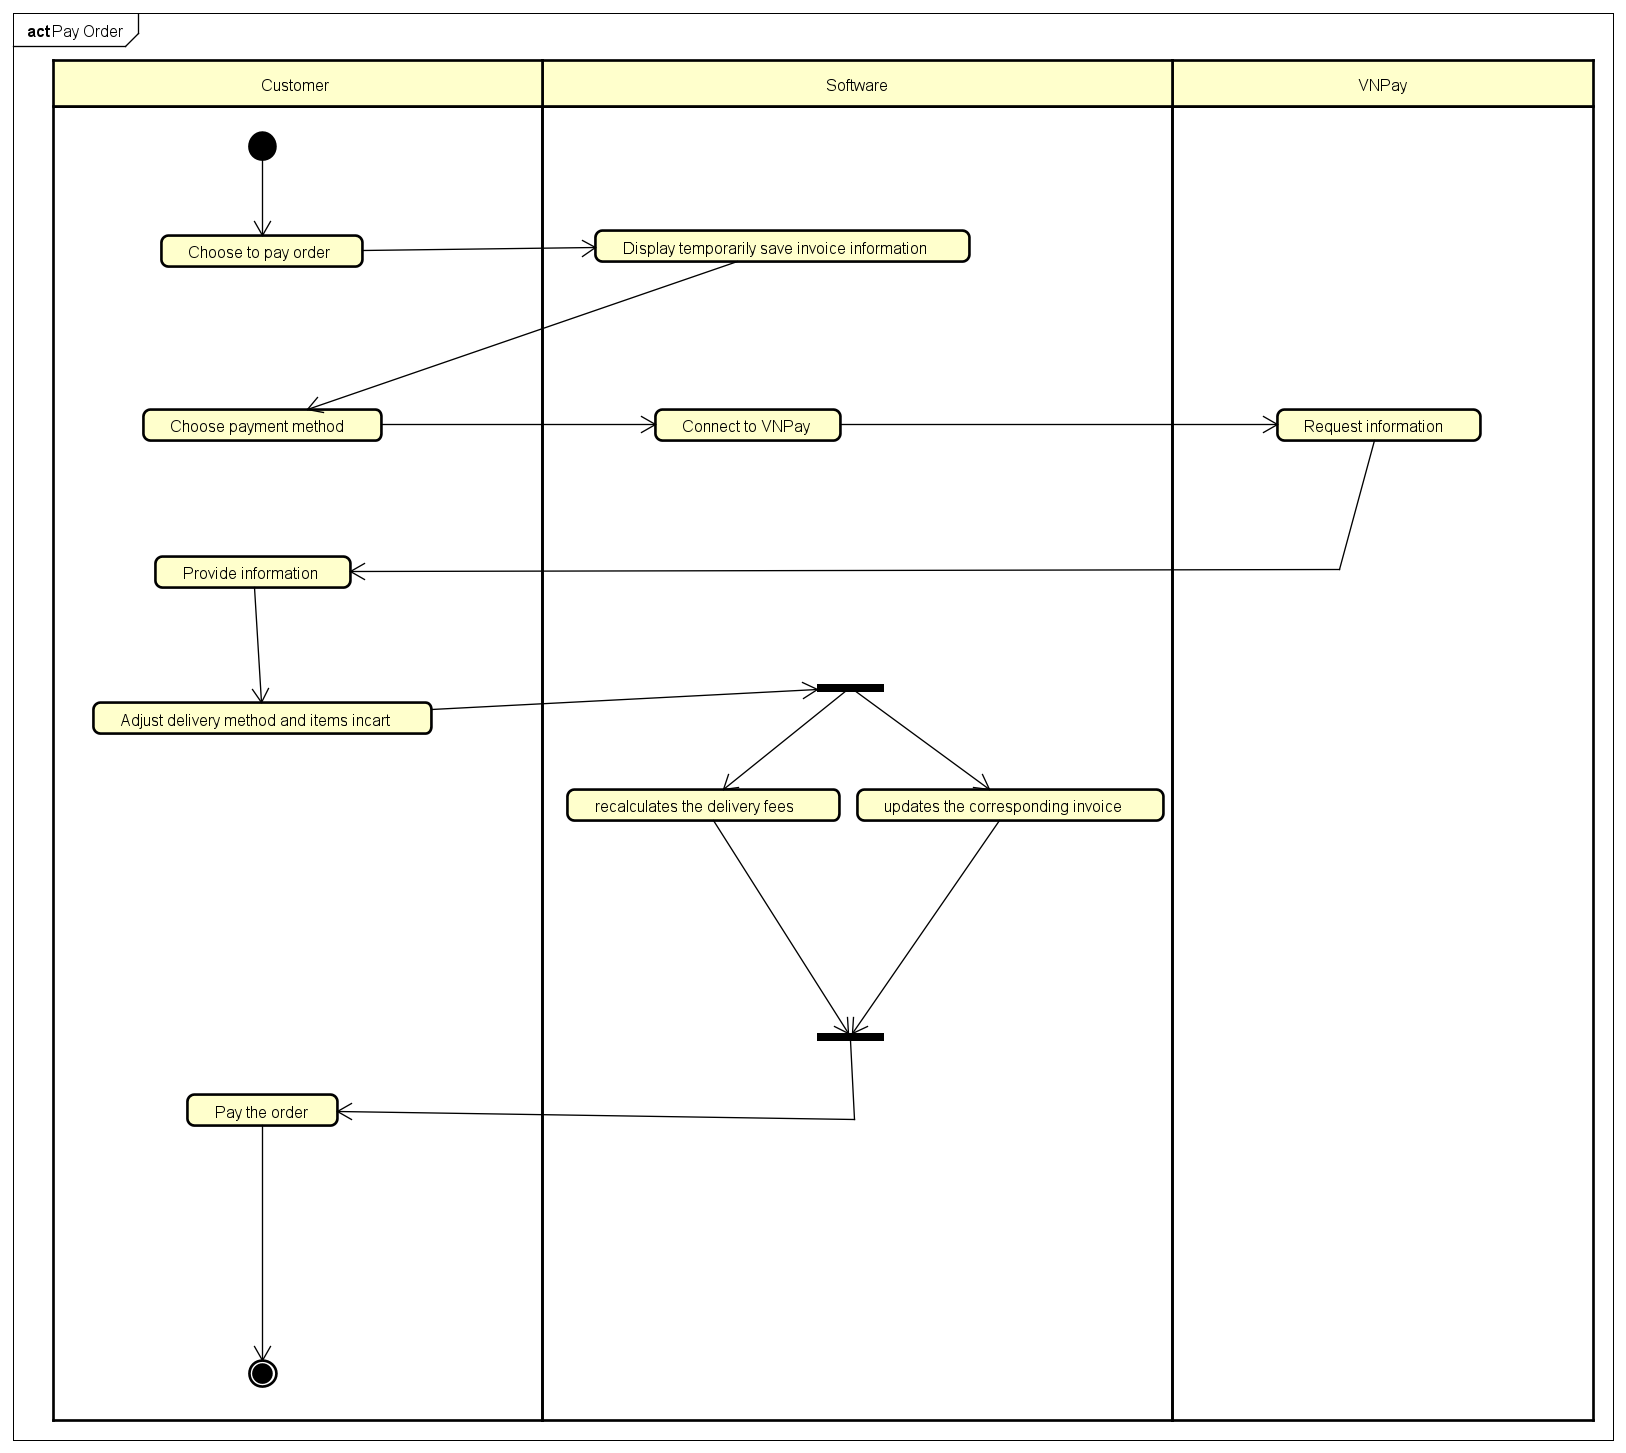 act Pay Order
Customer
Software
VNPay
Choose to pay order
Display temporarily save invoice information
Choose payment method
Connect to VNPay
Request information
Provide information
Adjust delivery method and items incart
recalculates the delivery fees
updates the corresponding invoice
Pay the order